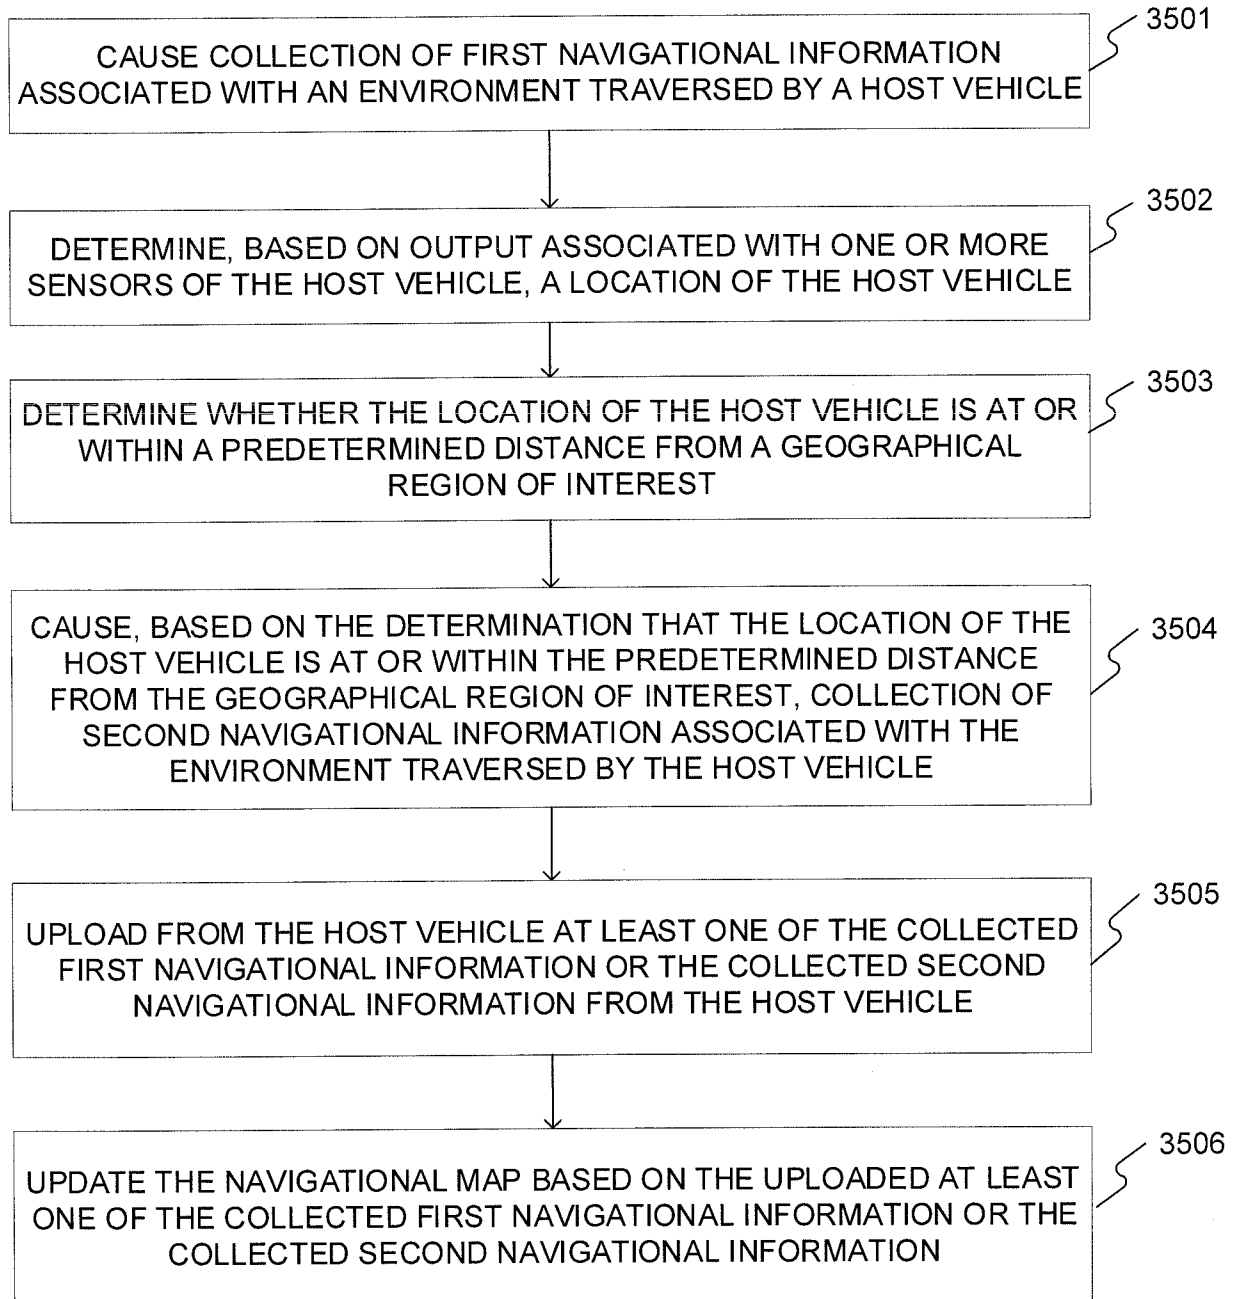 3501
CAUSE COLLECTION OF FIRST NAVIGATIONAL INFORMATION
ASSOCIATED WITH AN ENVIRONMENT TRAVERSED BY A HOST VEHICLE
3502
DETERMINE, BASED ON OUTPUT ASSOCIATED WITH ONE OR MORE
SENSORS OF THE HOST VEHICLE, A LOCATION OF THE HOST VEHICLE
3503
DETERMINE WHETHER THE LOCATION OF THE HOST VEHICLE IS AT OR
WITHIN A PREDETERMINED DISTANCE FROM A GEOGRAPHICAL
REGION OF INTEREST
3504
CAUSE, BASED ON THE DETERMINATION THAT THE LOCATION OF THE
HOST VEHICLE IS AT OR WITHIN THE PREDETERMINED DISTANCE
FROM THE GEOGRAPHICAL REGION OF INTEREST, COLLECTION OF
SECOND NAVIGATIONAL INFORMATION ASSOCIATED WITH THE
ENVIRONMENT TRAVERSED BY THE HOST VEHICLE
3505
UPLOAD FROM THE HOST VEHICLE AT LEAST ONE OF THE COLLECTED
FIRST NAVIGATIONAL INFORMATION OR THE COLLECTED SECOND
NAVIGATIONAL INFORMATION FROM THE HOST VEHICLE
3506
UPDATE THE NAVIGATIONAL MAP BASED ON THE UPLOADED AT LEAST
ONE OF THE COLLECTED FIRST NAVIGATIONAL INFORMATION OR THE
COLLECTED SECOND NAVIGATIONAL INFORMATION